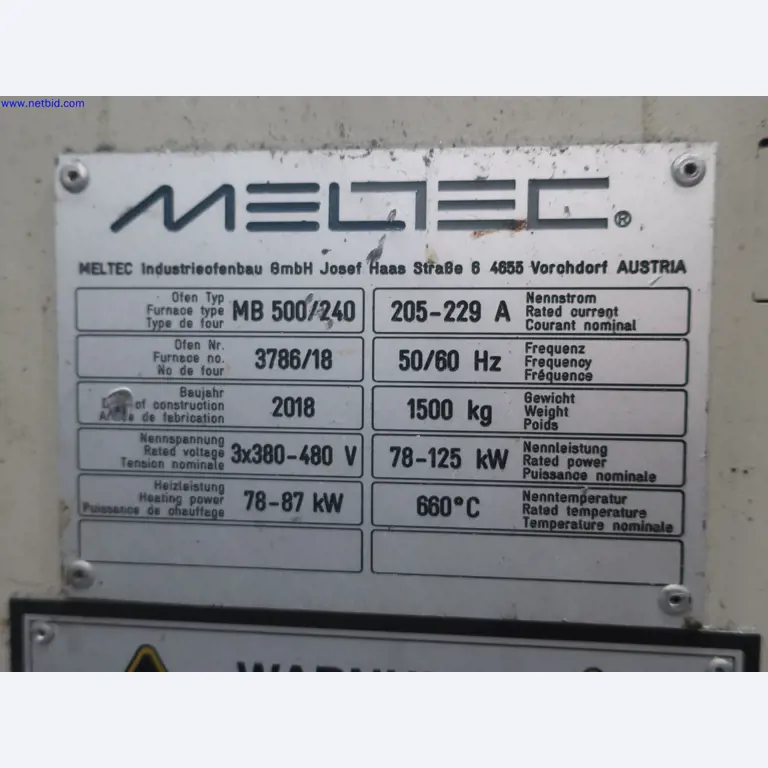 www.netbid.com
MELTEC®
MELTEC Industrieofenbau GmbH Josef Haas Straße 6 4655 Vorchdorf AUSTRIA
Ofen Typ
Furnace type
Type de four
MB 500/240
205-229 A
Nennstrom
Rated current
Courant nominal
Ofen Nr.
Furnace no.
No de four
3786/18
50/60 Hz
Frequenz
Frequency
Fréquence
Baujahr
of construction
de fabrication
2018
1500 kg
Gewicht
Weight
Poids
Nennspannung
Rated voltage
Tension nominale
3x380-480 V
78-125 kW
Nennleistung
Rated power
Puissance nominale
Heizleistung
Heating power
Puissance de chauffage
78-87 kW
660°C
Nenntemperatur
Rated temperature
Temperature nominale